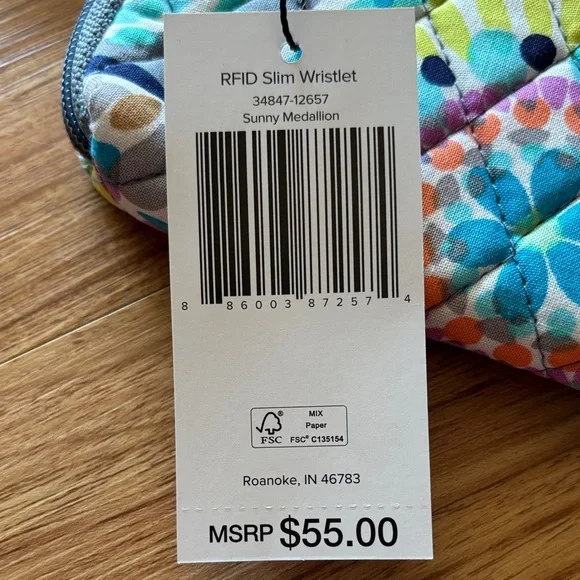 RFID Slim Wristlet
34847-12657
Sunny Medallion
8 86003 87257 4
FSC®
MIX
Paper
FSC® C135154
Roanoke, IN 46783
MSRP $55.00